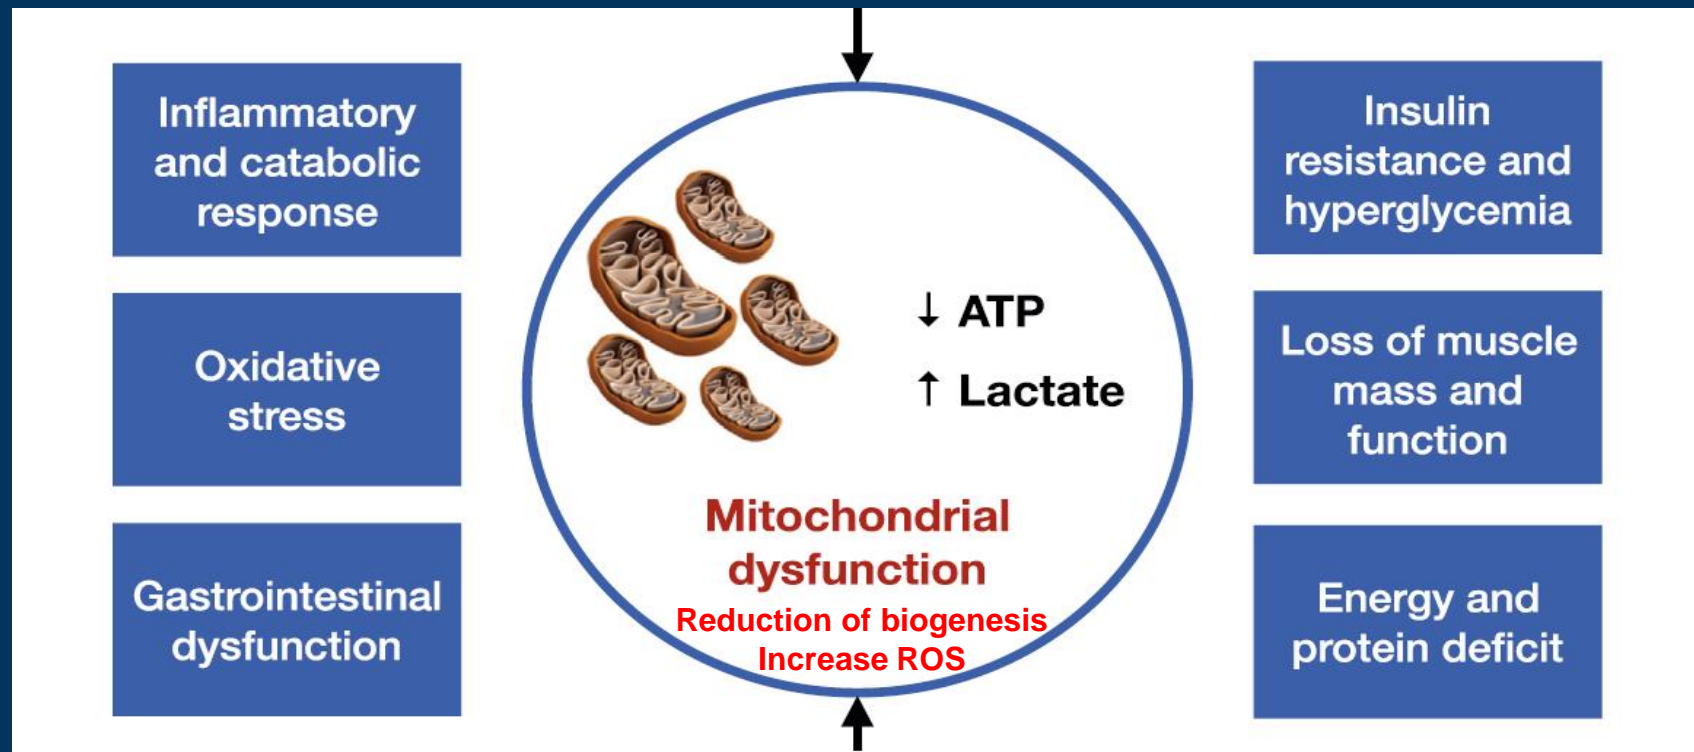 Inflammatory
and catabolic
response
Oxidative
stress
Gastrointestinal
dysfunction
↓ ATP
↑ Lactate
Mitochondrial
dysfunction
Reduction of biogenesis
Increase ROS
Insulin
resistance and
hyperglycemia
Loss of muscle
mass and
function
Energy and
protein deficit